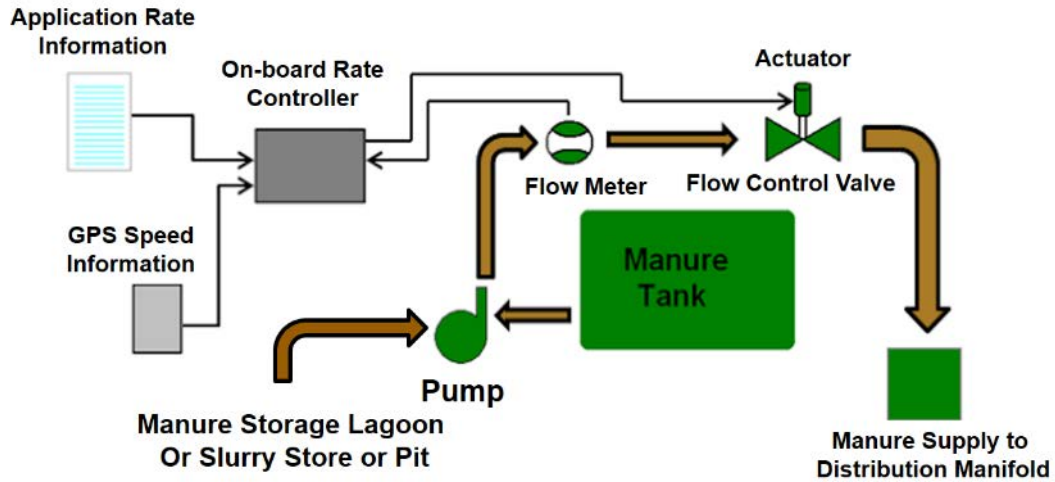 Application Rate
Information
On-board Rate
Controller
Actuator
Flow Meter
Flow Control Valve
GPS Speed
Information
Manure
Tank
Pump
Manure Storage Lagoon
Or Slurry Store or Pit
Manure Supply to
Distribution Manifold